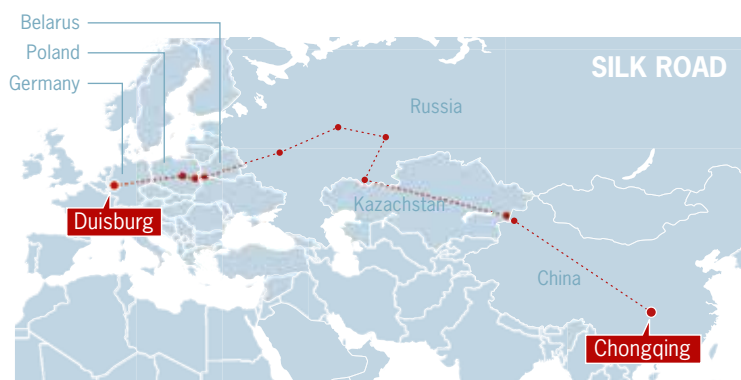 Belarus
Poland
Germany
SILK ROAD
Russia
Kazachstan
Duisburg
China
Chongqing